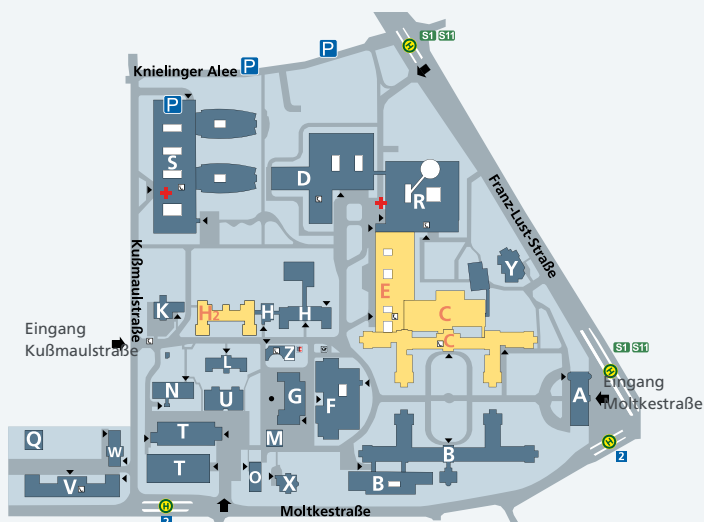 S1 S11
P
P
Knielinger Alee
P
S
D
R
Franz-Lust-Straße
Kußmaulstraße
Y
E
K
H2
H
H
C
C
Eingang
Kußmaulstraße
Z
S1 S11
H
L
Eingang
Moltkestraße
N
U
G
F
A
T
M
Q
W
H
2
B
T
V
O
X
B
H
Moltkestraße
2